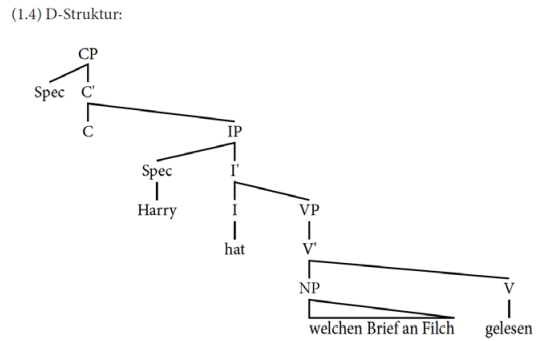 (1.4) D-Struktur:
CP
Spec C'
C IP
Spec I'
Harry I VP
hat V'
NP V
welchen Brief an Filch gelesen